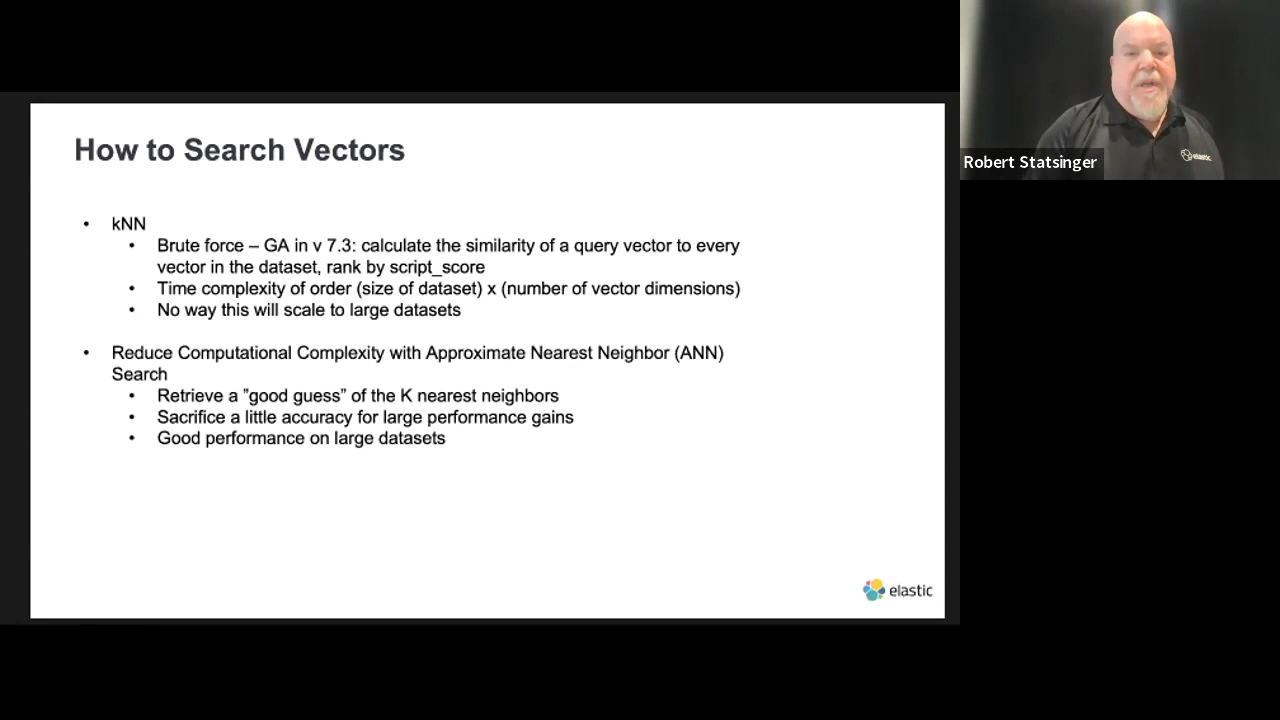 How to Search Vectors
• kNN
• Brute force – GA in v 7.3: calculate the similarity of a query vector to every
vector in the dataset, rank by script_score
• Time complexity of order (size of dataset) x (number of vector dimensions)
• No way this will scale to large datasets
• Reduce Computational Complexity with Approximate Nearest Neighbor (ANN)
Search
• Retrieve a ”good guess” of the K nearest neighbors
• Sacrifice a little accuracy for large performance gains
• Good performance on large datasets
elastic
elastic
Robert Statsinger